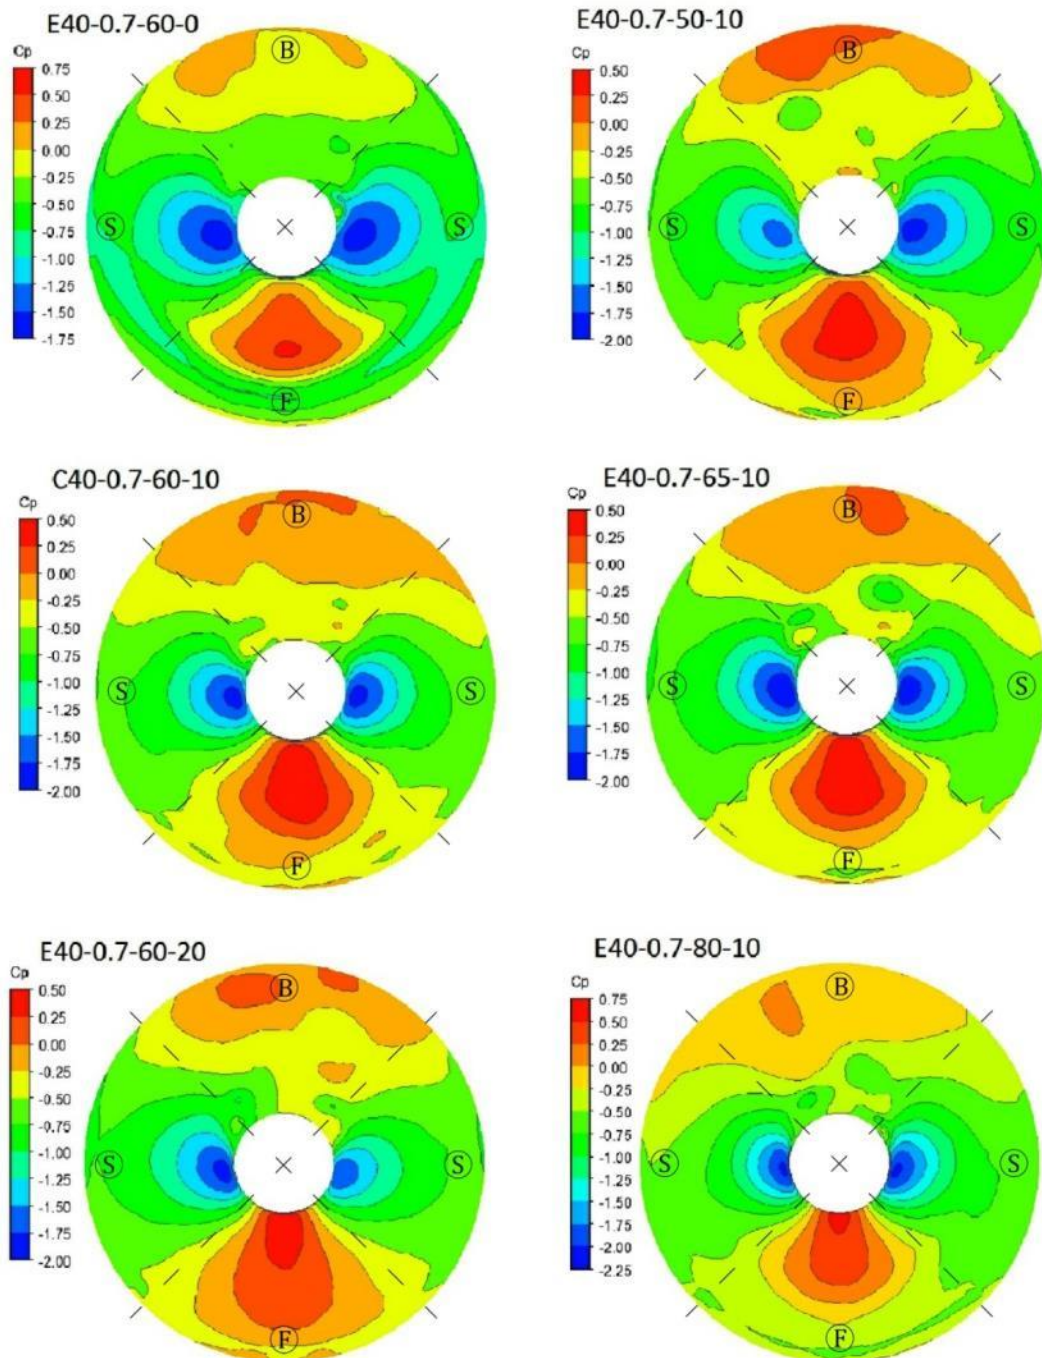 E40-0.7-60-0
Cp
0.75
0.50
0.25
0.00
-0.25
-0.50
-0.75
-1.00
-1.25
-1.50
-1.75
B
S
S
F
E40-0.7-50-10
Cp
0.50
0.25
0.00
-0.25
-0.50
-0.75
-1.00
-1.25
-1.50
-1.75
-2.00
B
S
S
F
C40-0.7-60-10
Cp
0.50
0.25
0.00
-0.25
-0.50
-0.75
-1.00
-1.25
-1.50
-1.75
-2.00
B
S
S
F
E40-0.7-65-10
Cp
0.50
0.25
0.00
-0.25
-0.50
-0.75
-1.00
-1.25
-1.50
-1.75
-2.00
B
S
S
F
E40-0.7-60-20
Cp
0.50
0.25
0.00
-0.25
-0.50
-0.75
-1.00
-1.25
-1.50
-1.75
-2.00
B
S
S
F
E40-0.7-80-10
Cp
0.75
0.50
0.25
0.00
-0.25
-0.50
-0.75
-1.00
-1.25
-1.50
-1.75
-2.00
-2.25
B
S
S
F